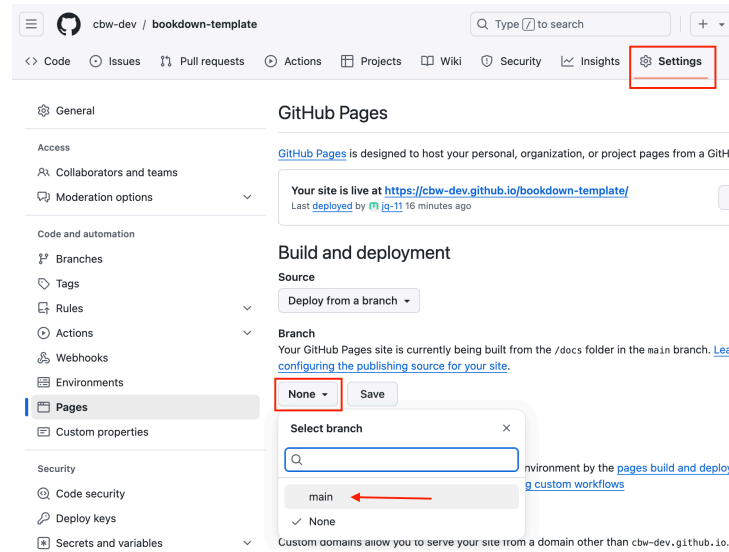 cbw-dev / bookdown-template
Type / to search
Code Issues Pull requests Actions Projects Wiki Security Insights Settings
General
Access
Collaborators and teams
Moderation options
Code and automation
Branches
Tags
Rules
Actions
Webhooks
Environments
Pages
Custom properties
Security
Code security
Deploy keys
Secrets and variables
GitHub Pages
GitHub Pages is designed to host your personal, organization, or project pages from a GitH
Your site is live at https://cbw-dev.github.io/bookdown-template/
Last deployed by jq-11 16 minutes ago
Build and deployment
Source
Deploy from a branch
Branch
Your GitHub Pages site is currently being built from the /docs folder in the main branch. Lea
configuring the publishing source for your site.
None Save
Select branch
nvironment by the pages build and deploy
g custom workflows
main
None
Custom domains allow you to serve your site from a domain other than cbw-dev.github.io.